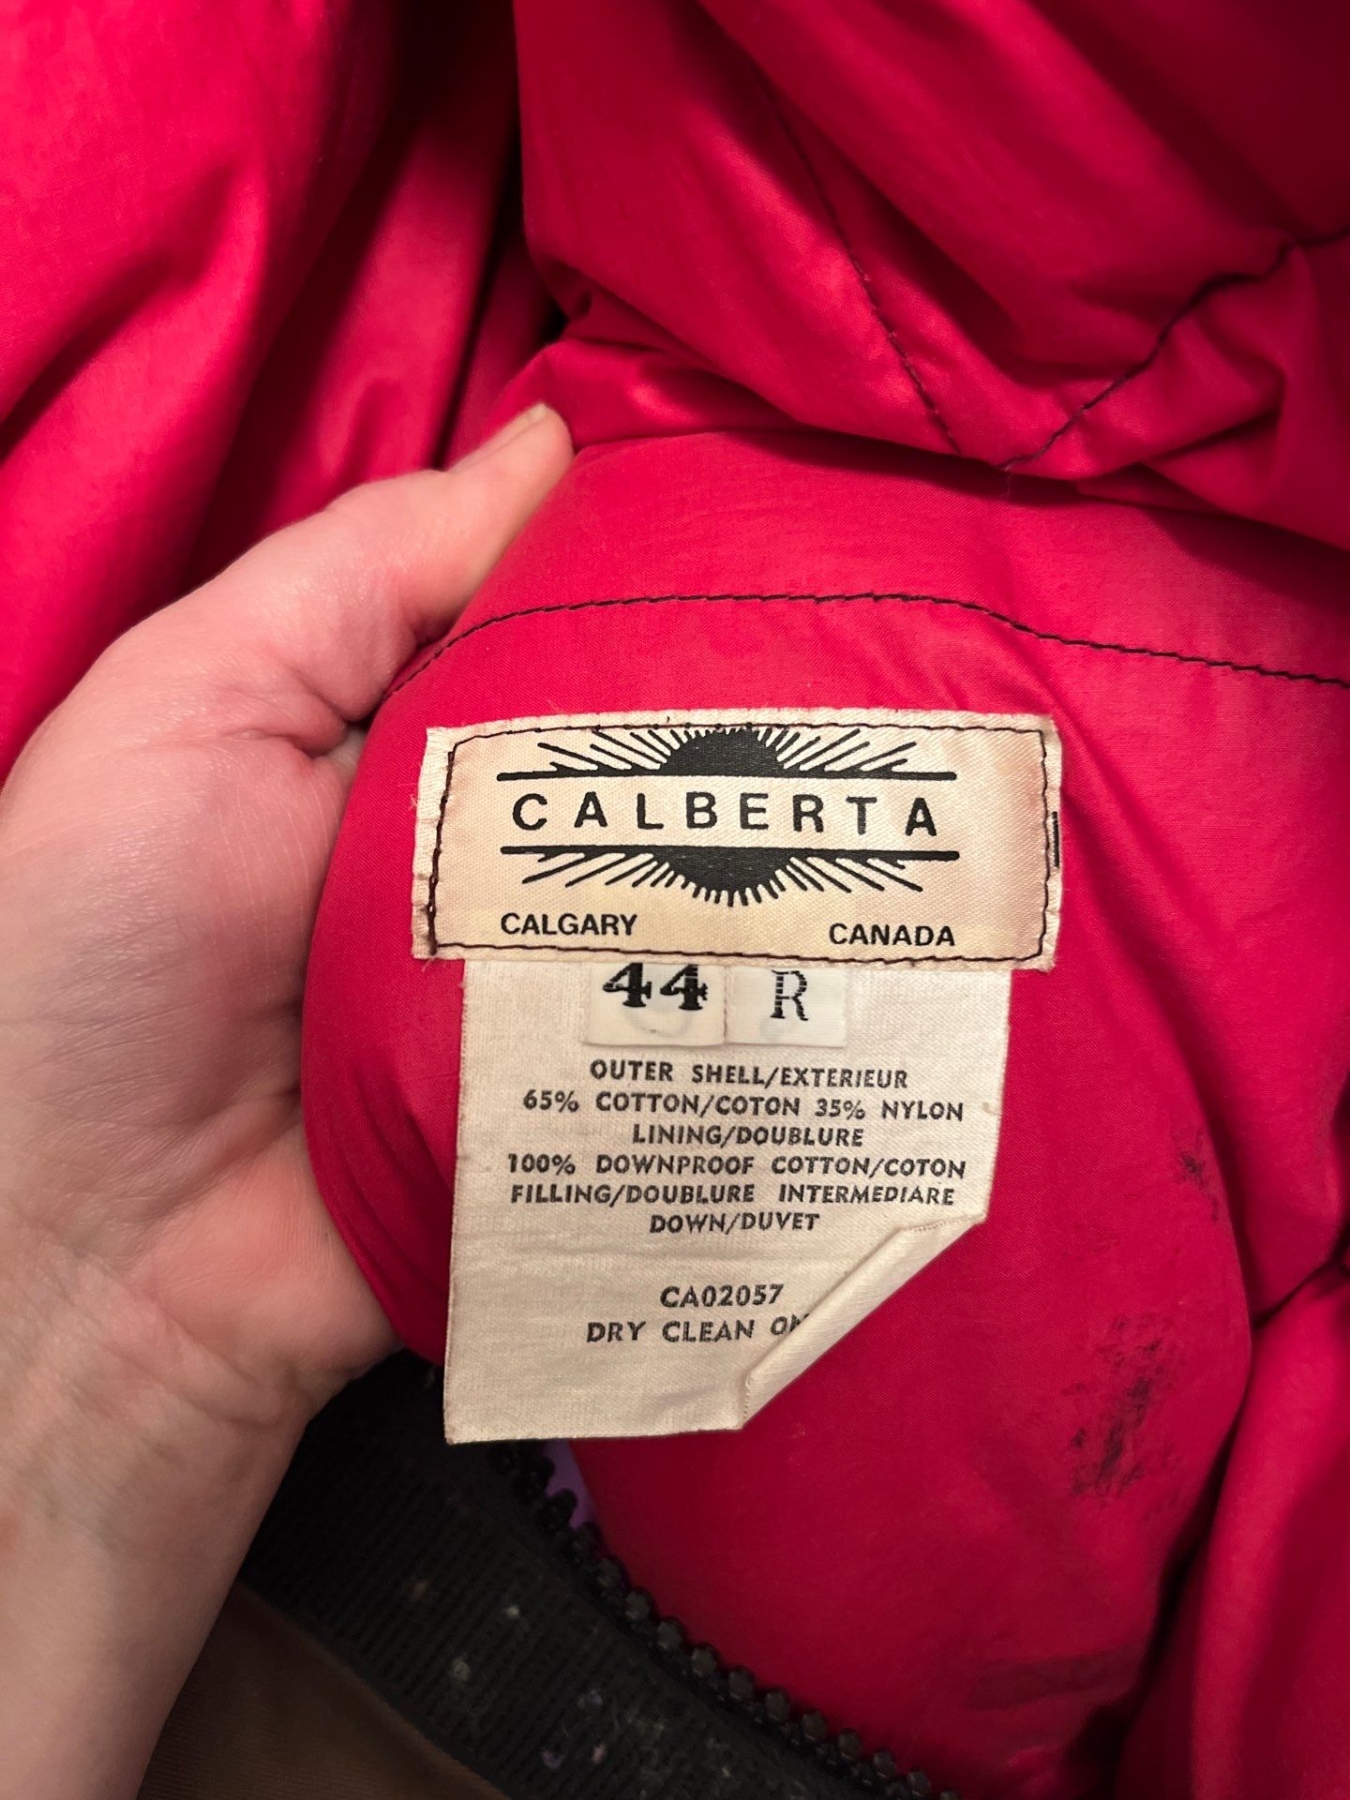 CALBERTA
CALGARY CANADA
44 R
OUTER SHELL/EXTERIEUR
65% COTTON/COTON 35% NYLON
LINING/DOUBLURE
100% DOWNPROOF COTTON/COTON
FILLING/DOUBLURE INTERMEDIARE
DOWN/DUVET
CA02057
DRY CLEAN